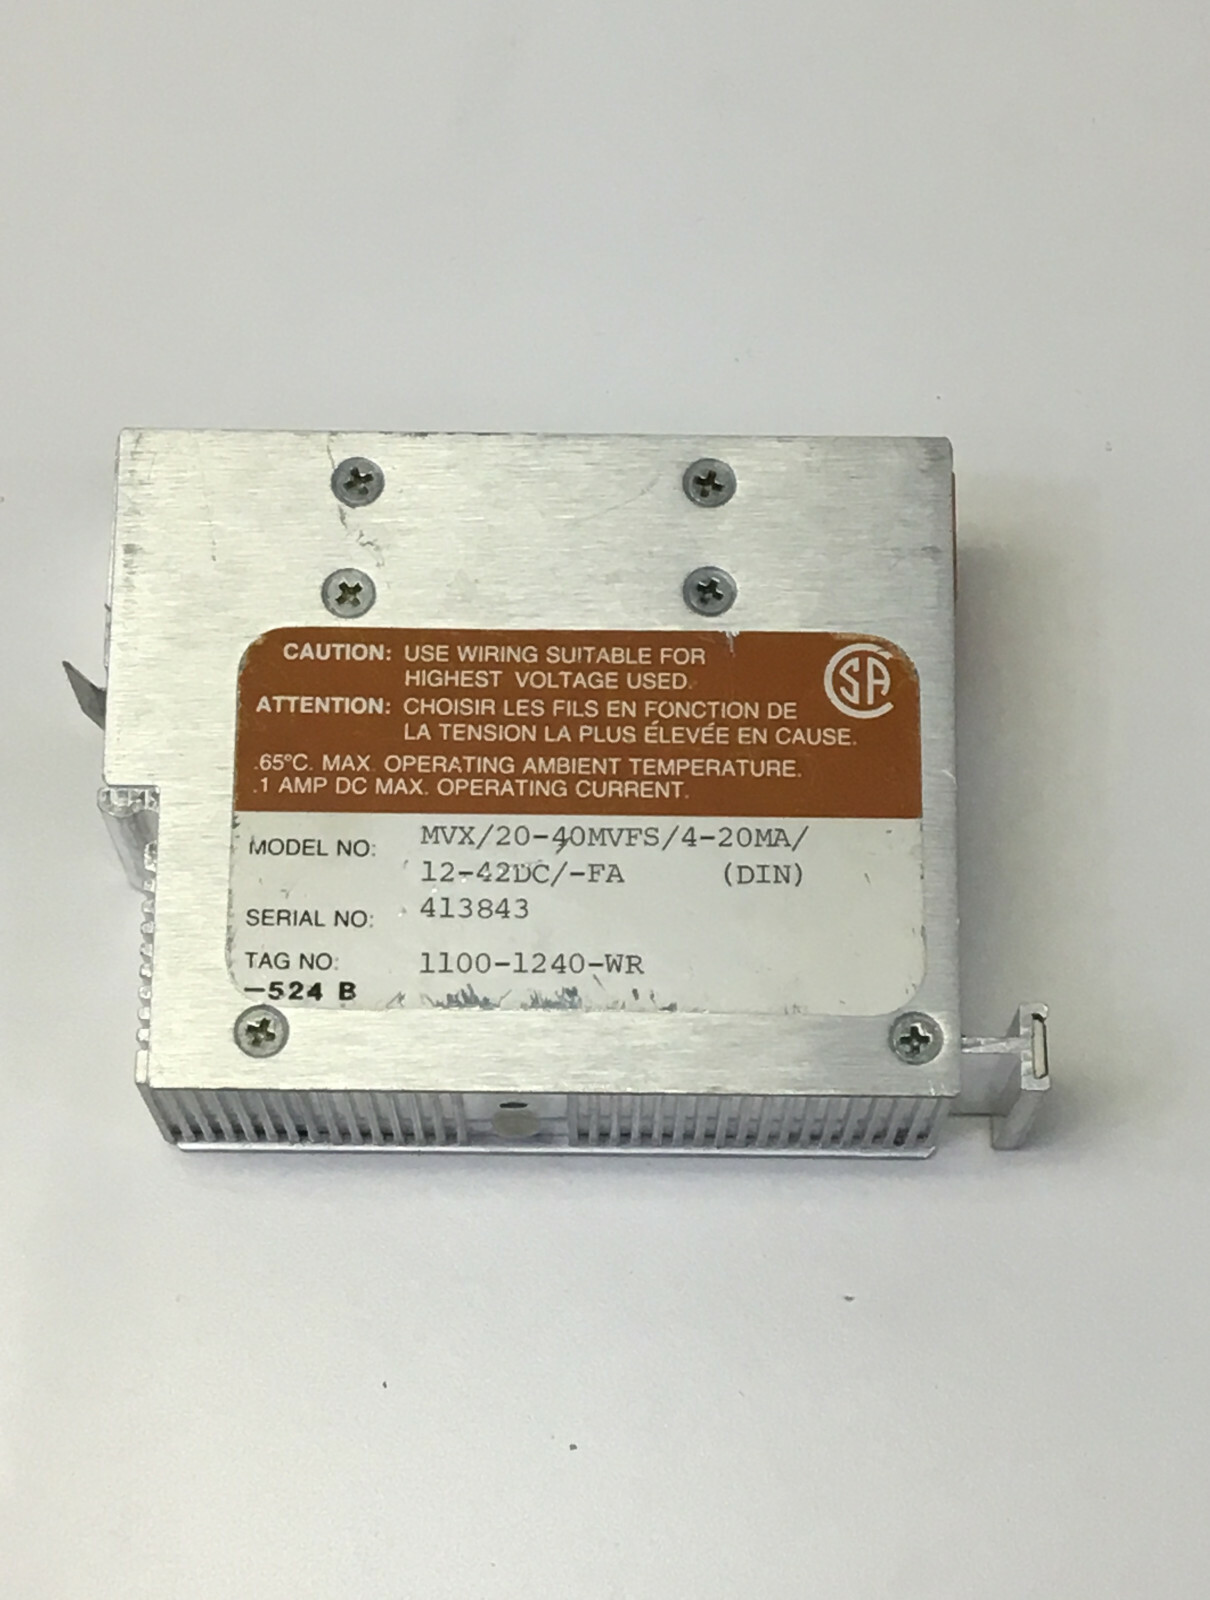 CAUTION: USE WIRING SUITABLE FOR
HIGHEST VOLTAGE USED.
ATTENTION: CHOISIR LES FILS EN FONCTION DE
LA TENSION LA PLUS ÉLEVÉE EN CAUSE.
.65°C. MAX. OPERATING AMBIENT TEMPERATURE.
.1 AMP DC MAX. OPERATING CURRENT.
CSA
MODEL NO: MVX/20-40MVFS/4-20MA/
12-42DC/-FA (DIN)
SERIAL NO: 413843
TAG NO: 1100-1240-WR
-524 B